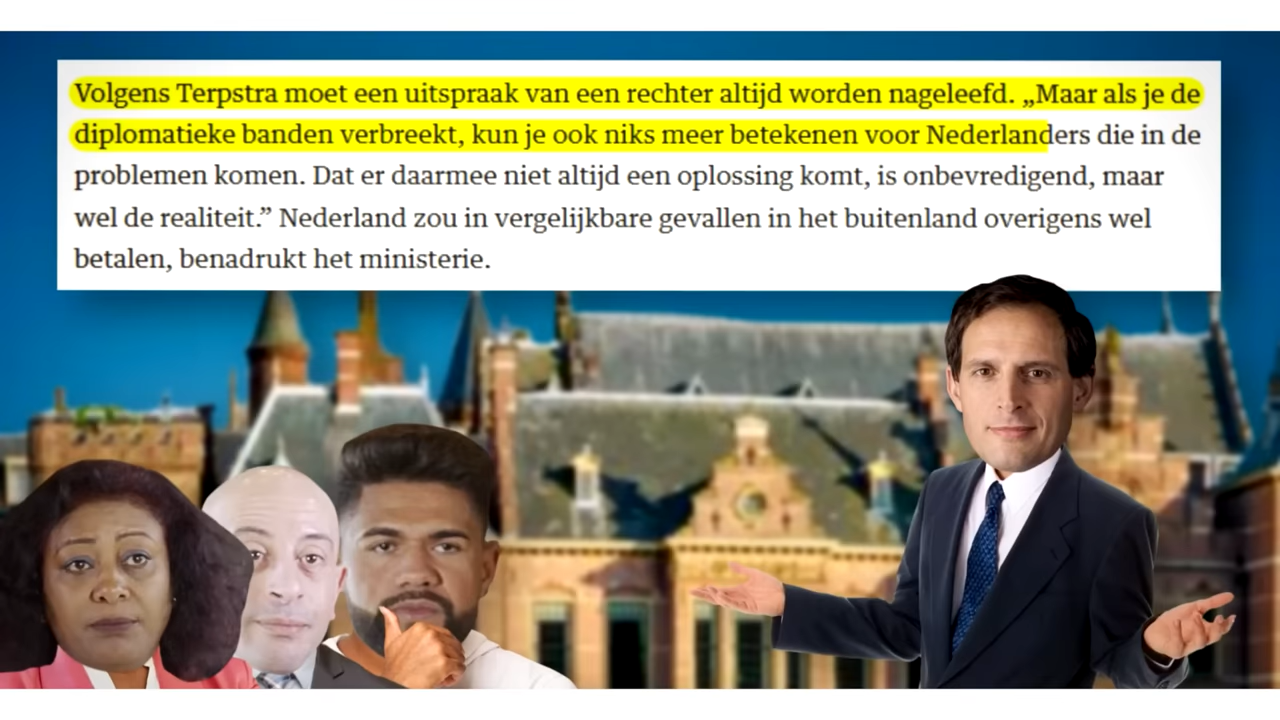 Volgens Terpstra moet een uitspraak van een rechter altijd worden nageleefd. „Maar als je de
diplomatieke banden verbreekt, kun je ook niks meer betekenen voor Nederlanders die in de
problemen komen. Dat er daarmee niet altijd een oplossing komt, is onbevredigend, maar
wel de realiteit.” Nederland zou in vergelijkbare gevallen in het buitenland overigens wel
betalen, benadrukt het ministerie.